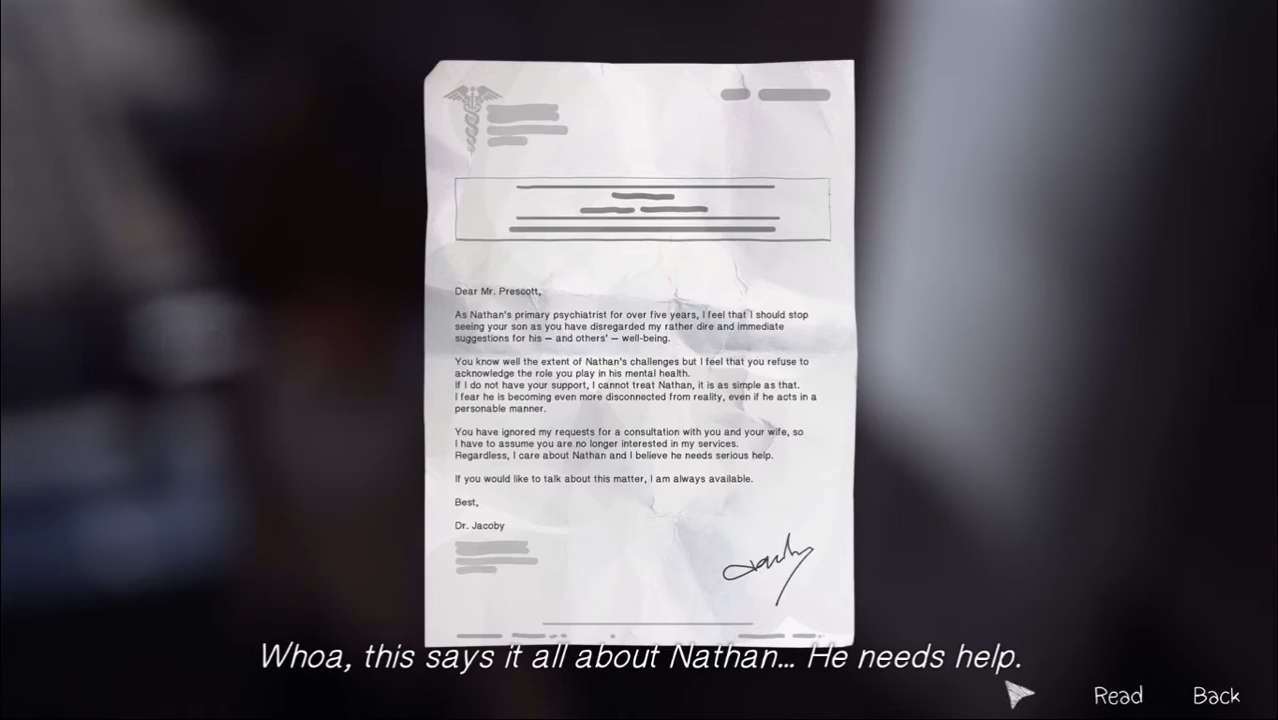 Dear Mr. Prescott,
As Nathan's primary psychiatrist for over five years, I feel that I should stop
seeing your son as you have disregarded my rather dire and immediate
suggestions for his — and others' — well-being.
You know well the extent of Nathan's challenges but I feel that you refuse to
acknowledge the role you play in his mental health.
If I do not have your support, I cannot treat Nathan, it is as simple as that.
I fear he is becoming even more disconnected from reality, even if he acts in a
personable manner.
You have ignored my requests for a consultation with you and your wife, so
I have to assume you are no longer interested in my services.
Regardless, I care about Nathan and I believe he needs serious help.
If you would like to talk about this matter, I am always available.
Best,
Dr. Jacoby
Whoa, this says it all about Nathan... He needs help.
Read Back